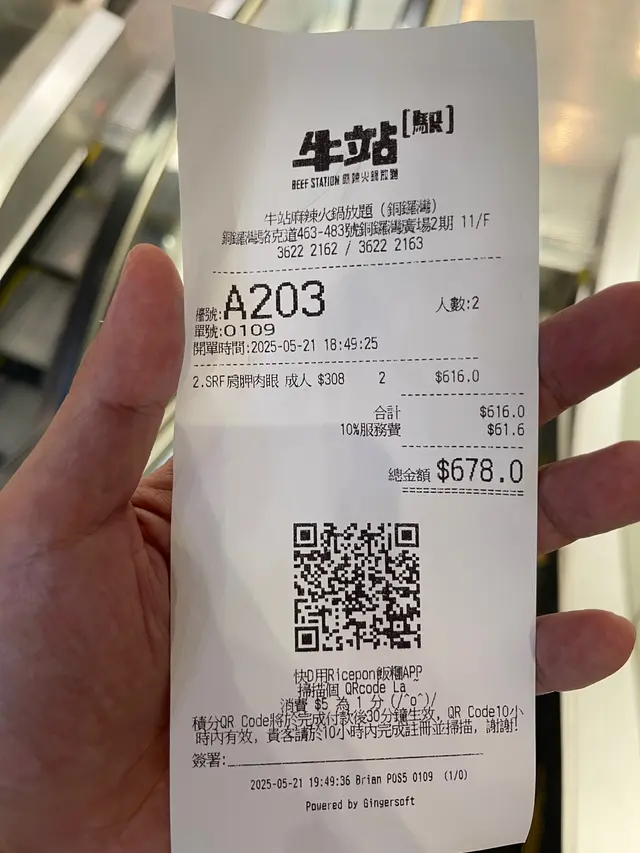 牛站[駅]
BEEF STATION 麻辣火鍋放題
牛站麻辣火鍋放題 (銅鑼灣)
銅鑼灣駱克道463-483號銅鑼灣廣場2期 11/F
3622 2162 / 3622 2163
檯號:A203 人數:2
單號:0109
開單時間:2025-05-21 18:49:25
2.SRF肩胛肉眼 成人 $308 2 $616.0
合計 $616.0
10%服務費 $61.6
總金額 $678.0
快D用Ricepon飯糰APP
掃描個 QRcode La~
消費 $5 為 1 分 (/^o^)/
積分QR Code將於完成付款後30分鐘生效, QR Code10小
時內有效, 貴客請於10小時內完成註冊並掃描, 謝謝!
簽署:
2025-05-21 19:49:36 Brian POS5 0109 (1/0)
Powered by Gingersoft